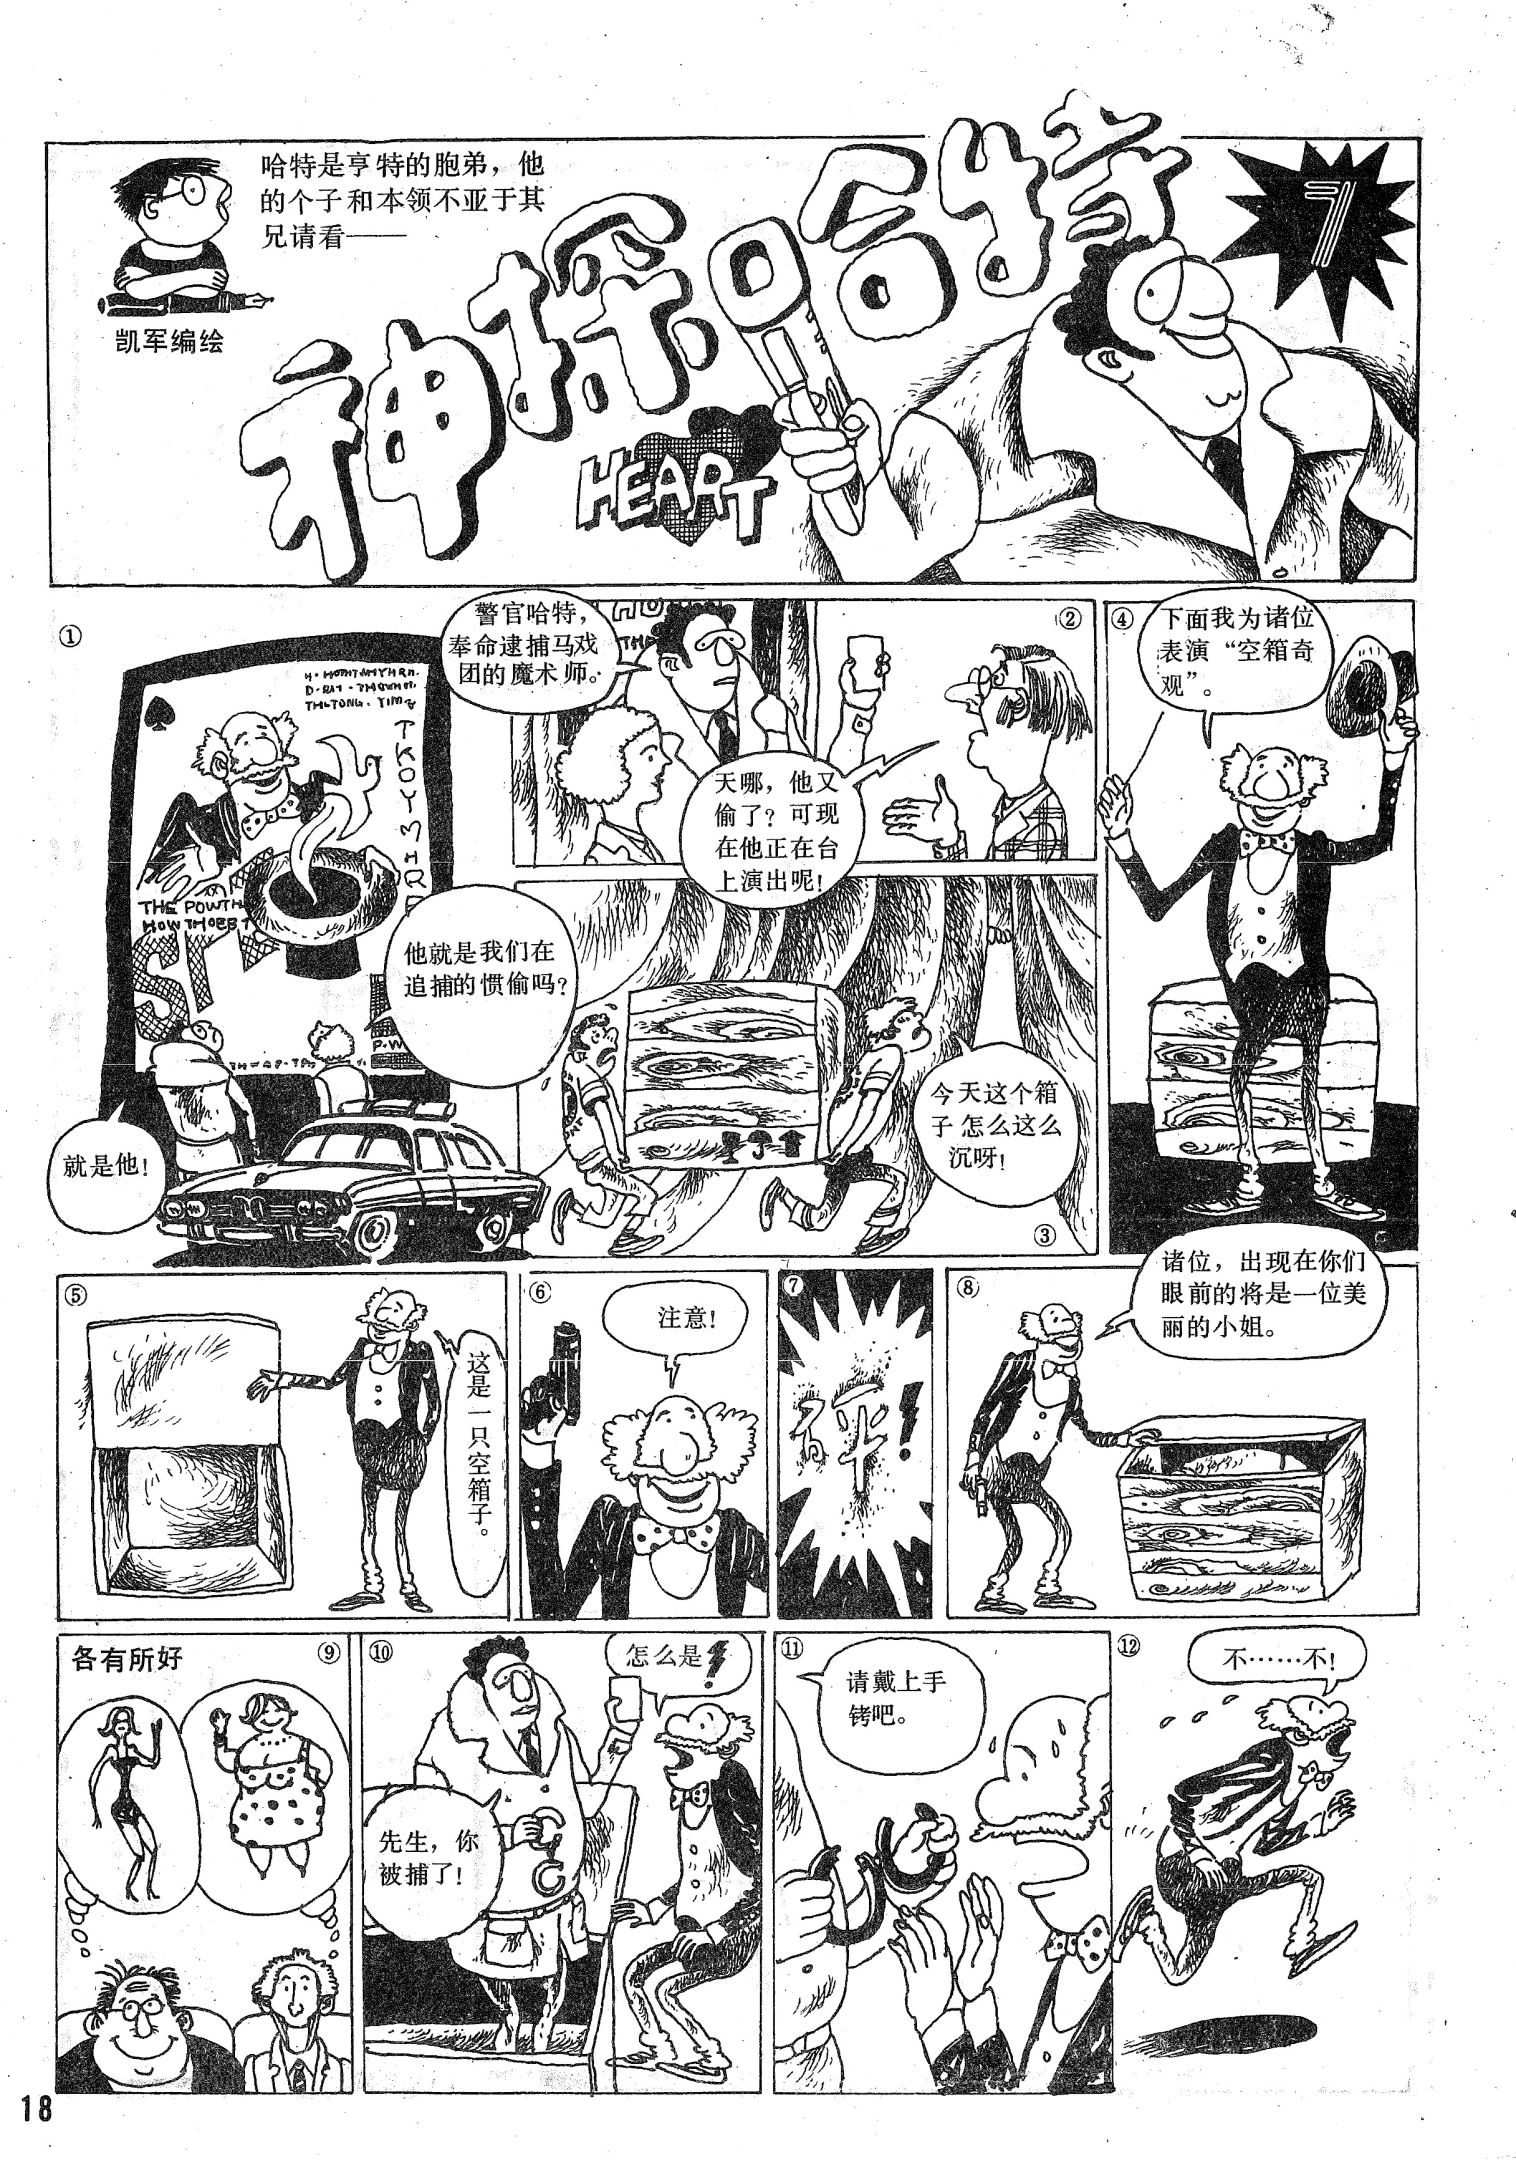 哈特是亨特的胞弟，他
的个子和本领不亚于其
兄请看——
凯军编绘
神探哈特
HEART
7
①
THE POWTH
就是他！
他就是我们在
追捕的惯偷吗？
②
警官哈特，
奉命逮捕马戏
团的魔术师。
天哪，他又
偷了？可现
在他正在台
上演出呢！
③
今天这个箱
子怎么这么
沉呀！
④
下面我为诸位
表演“空箱奇
观”。
⑤
这是一只空箱子。
⑥
注意！
⑦
砰！
⑧
诸位，出现在你们
眼前的将是一位美
丽的小姐。
⑨
各有所好
⑩
怎么是
先生，你
被捕了！
⑪
请戴上手
铐吧。
⑫
不……不！
18